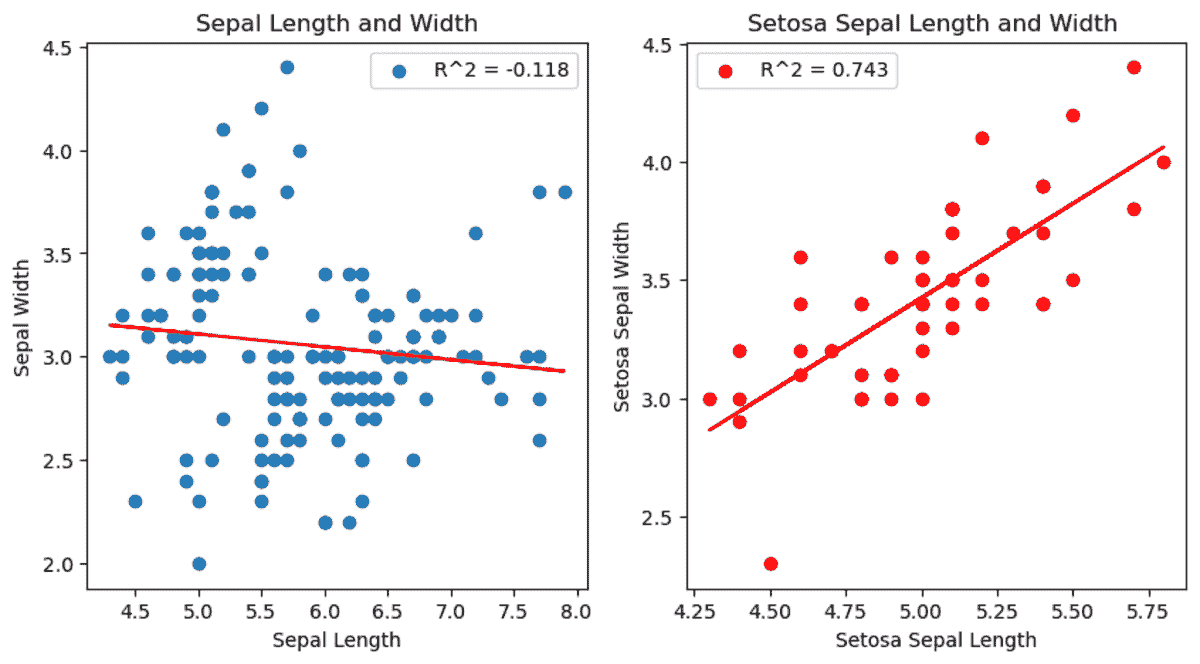 Sepal Length and Width
R^2 = -0.118
4.5
4.0
3.5
3.0
2.5
2.0
Sepal Width
4.5 5.0 5.5 6.0 6.5 7.0 7.5 8.0
Sepal Length
Setosa Sepal Length and Width
R^2 = 0.743
4.5
4.0
3.5
3.0
2.5
Setosa Sepal Width
4.25 4.50 4.75 5.00 5.25 5.50 5.75
Setosa Sepal Length